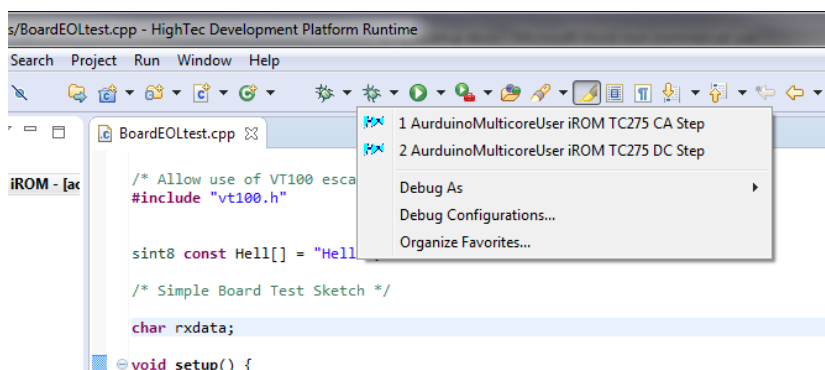 s/BoardEOLtest.cpp - HighTec Development Platform Runtime
Search Project Run Window Help
BoardEOLtest.cpp
1 AurduinoMulticoreUser iROM TC275 CA Step
2 AurduinoMulticoreUser iROM TC275 DC Step
Debug As
Debug Configurations...
Organize Favorites...
iROM - [ac
/* Allow use of VT100 esca
#include "vt100.h"
sint8 const Hell[] = "Hell
/* Simple Board Test Sketch */
char rxdata;
void setup() {